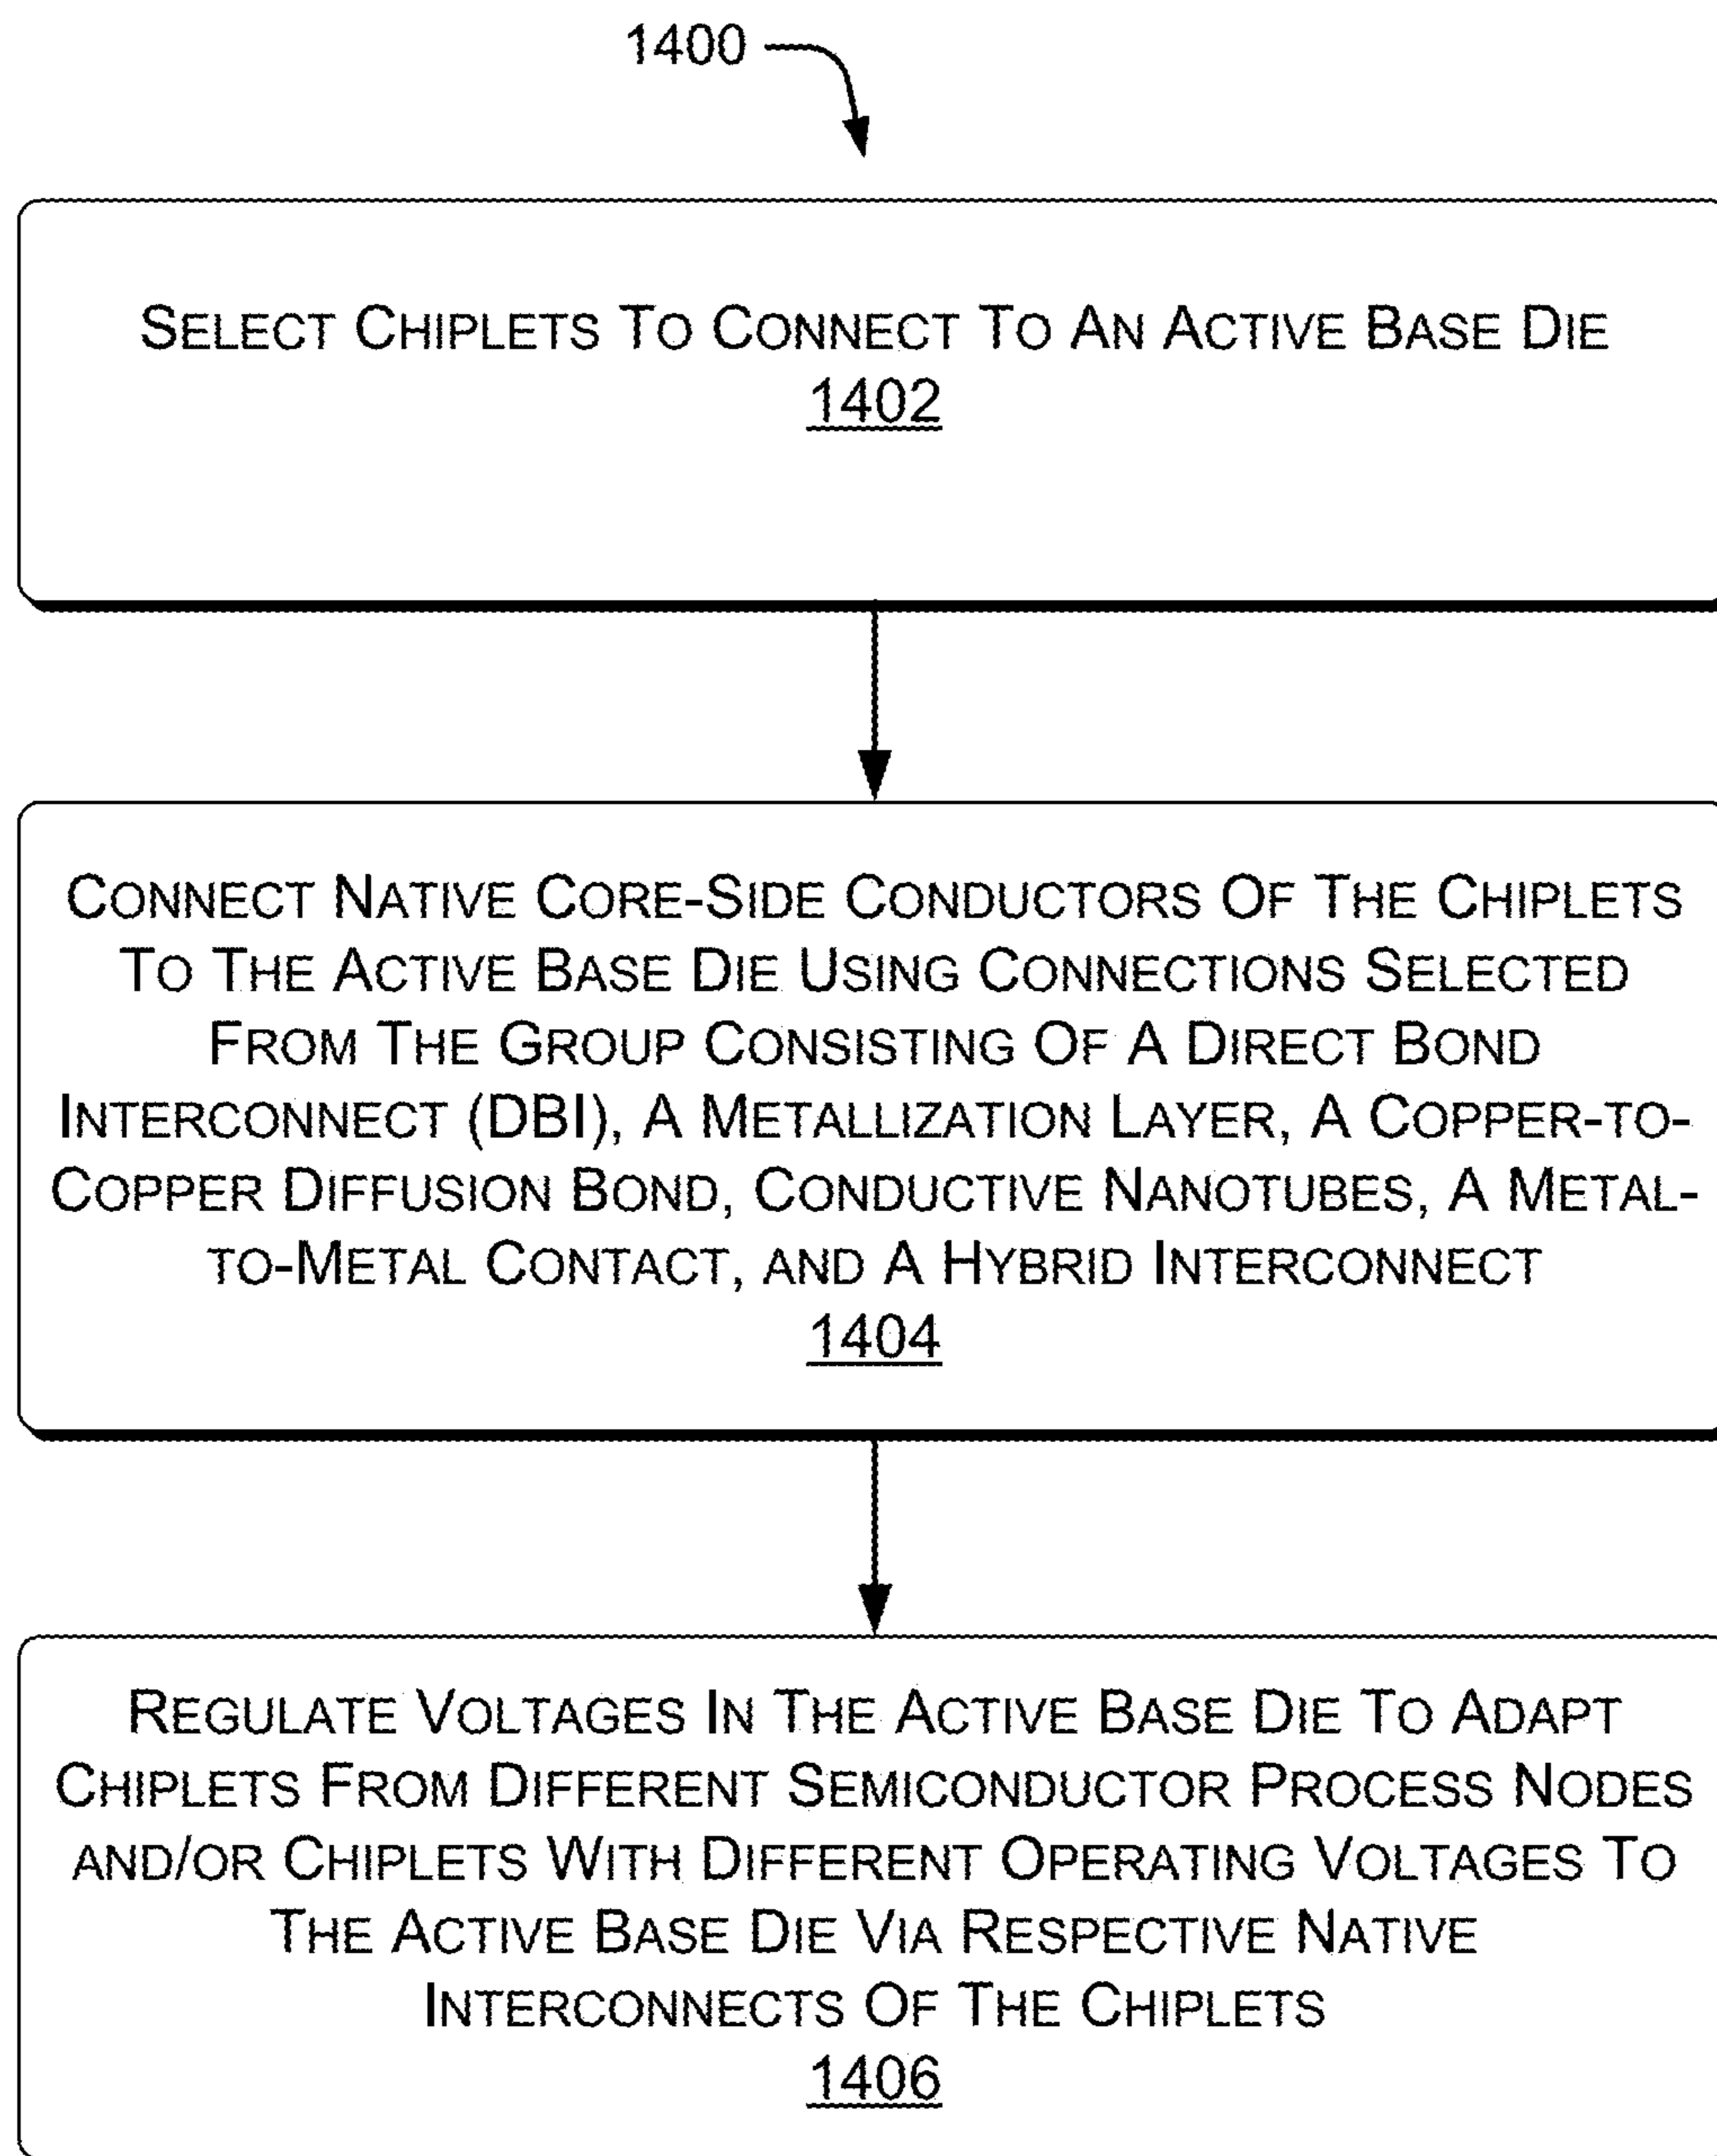 1400
SELECT CHIPLETS TO CONNECT TO AN ACTIVE BASE DIE
1402
CONNECT NATIVE CORE-SIDE CONDUCTORS OF THE CHIPLETS
TO THE ACTIVE BASE DIE USING CONNECTIONS SELECTED
FROM THE GROUP CONSISTING OF A DIRECT BOND
INTERCONNECT (DBI), A METALLIZATION LAYER, A COPPER-TO-
COPPER DIFFUSION BOND, CONDUCTIVE NANOTUBES, A METAL-
TO-METAL CONTACT, AND A HYBRID INTERCONNECT
1404
REGULATE VOLTAGES IN THE ACTIVE BASE DIE TO ADAPT
CHIPLETS FROM DIFFERENT SEMICONDUCTOR PROCESS NODES
AND/OR CHIPLETS WITH DIFFERENT OPERATING VOLTAGES TO
THE ACTIVE BASE DIE VIA RESPECTIVE NATIVE
INTERCONNECTS OF THE CHIPLETS
1406